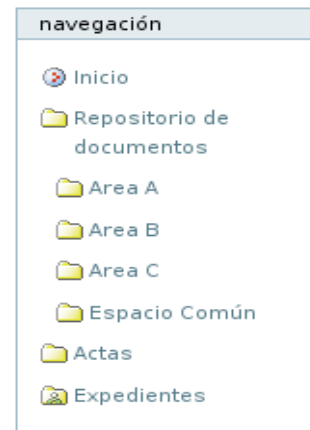 navegación
Inicio
Repositorio de
documentos
Area A
Area B
Area C
Espacio Común
Actas
Expedientes